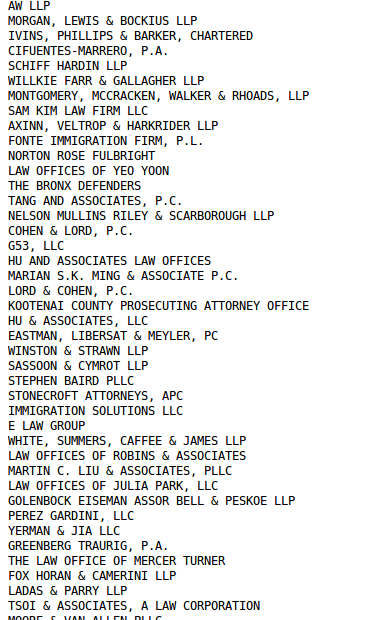 AW LLP
MORGAN, LEWIS & BOCKIUS LLP
IVINS, PHILLIPS & BARKER, CHARTERED
CIFUENTES-MARRERO, P.A.
SCHIFF HARDIN LLP
WILLKIE FARR & GALLAGHER LLP
MONTGOMERY, MCCRACKEN, WALKER & RHOADS, LLP
SAM KIM LAW FIRM LLC
AXINN, VELTROP & HARKRIDER LLP
FONTE IMMIGRATION FIRM, P.L.
NORTON ROSE FULBRIGHT
LAW OFFICES OF YEO YOON
THE BRONX DEFENDERS
TANG AND ASSOCIATES, P.C.
NELSON MULLINS RILEY & SCARBOROUGH LLP
COHEN & LORD, P.C.
G53, LLC
HU AND ASSOCIATES LAW OFFICES
MARIAN S.K. MING & ASSOCIATE P.C.
LORD & COHEN, P.C.
KOOTENAI COUNTY PROSECUTING ATTORNEY OFFICE
HU & ASSOCIATES, LLC
EASTMAN, LIBERSAT & MEYLER, PC
WINSTON & STRAWN LLP
SASSOON & CYMROT LLP
STEPHEN BAIRD PLLC
STONECROFT ATTORNEYS, APC
IMMIGRATION SOLUTIONS LLC
E LAW GROUP
WHITE, SUMMERS, CAFFEE & JAMES LLP
LAW OFFICES OF ROBINS & ASSOCIATES
MARTIN C. LIU & ASSOCIATES, PLLC
LAW OFFICES OF JULIA PARK, LLC
GOLENBOCK EISEMAN ASSOR BELL & PESKOE LLP
PEREZ GARDINI, LLC
YERMAN & JIA LLC
GREENBERG TRAURIG, P.A.
THE LAW OFFICE OF MERCER TURNER
FOX HORAN & CAMERINI LLP
LADAS & PARRY LLP
TSOI & ASSOCIATES, A LAW CORPORATION
MOORE & VAN ALLEN PLLC